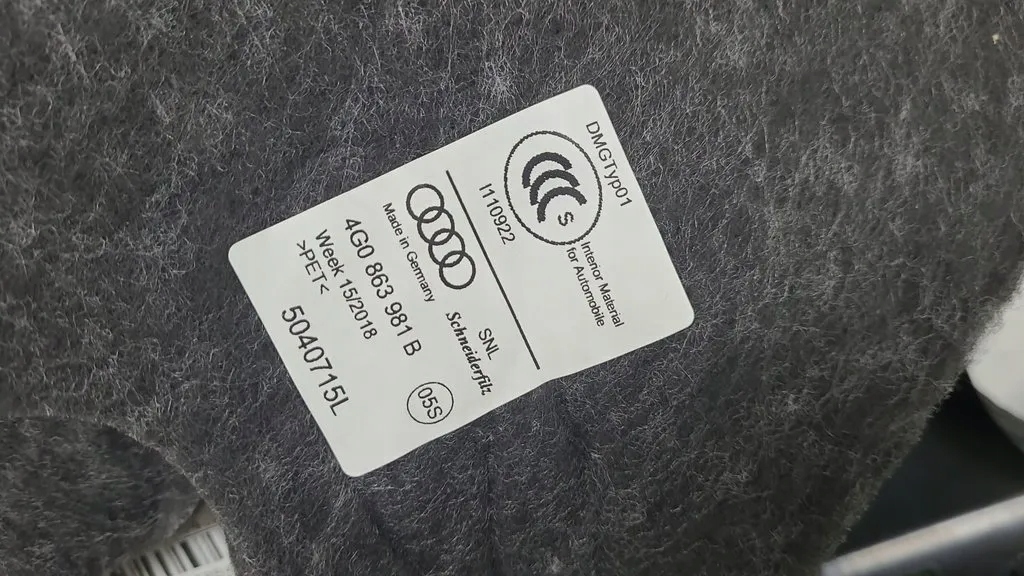 DMGTyp01
CCC S
Interior Material
for Automobile
I110922
SNL
Schneiderfilz
Made in Germany
4G0 863 981 B
05S
Week 15/2018
>PET<
5040715L